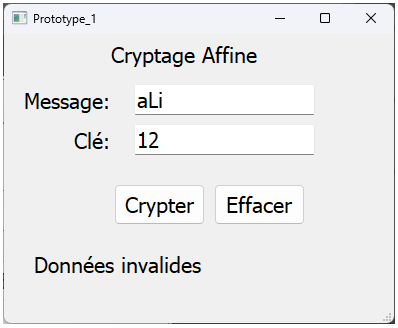 Prototype_1
Cryptage Affine
Message: aLi
Clé: 12
Crypter Effacer
Données invalides